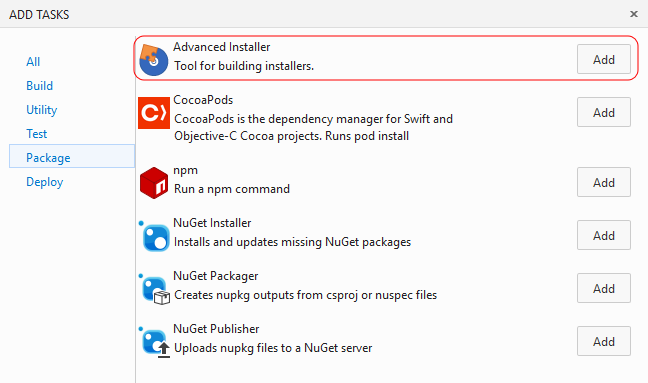 ADD TASKS
All
Build
Utility
Test
Package
Deploy
Advanced Installer
Tool for building installers.
Add
CocoaPods
CocoaPods is the dependency manager for Swift and
Objective-C Cocoa projects. Runs pod install
Add
npm
Run a npm command
Add
NuGet Installer
Installs and updates missing NuGet packages
Add
NuGet Packager
Creates nupkg outputs from csproj or nuspec files
Add
NuGet Publisher
Uploads nupkg files to a NuGet server
Add